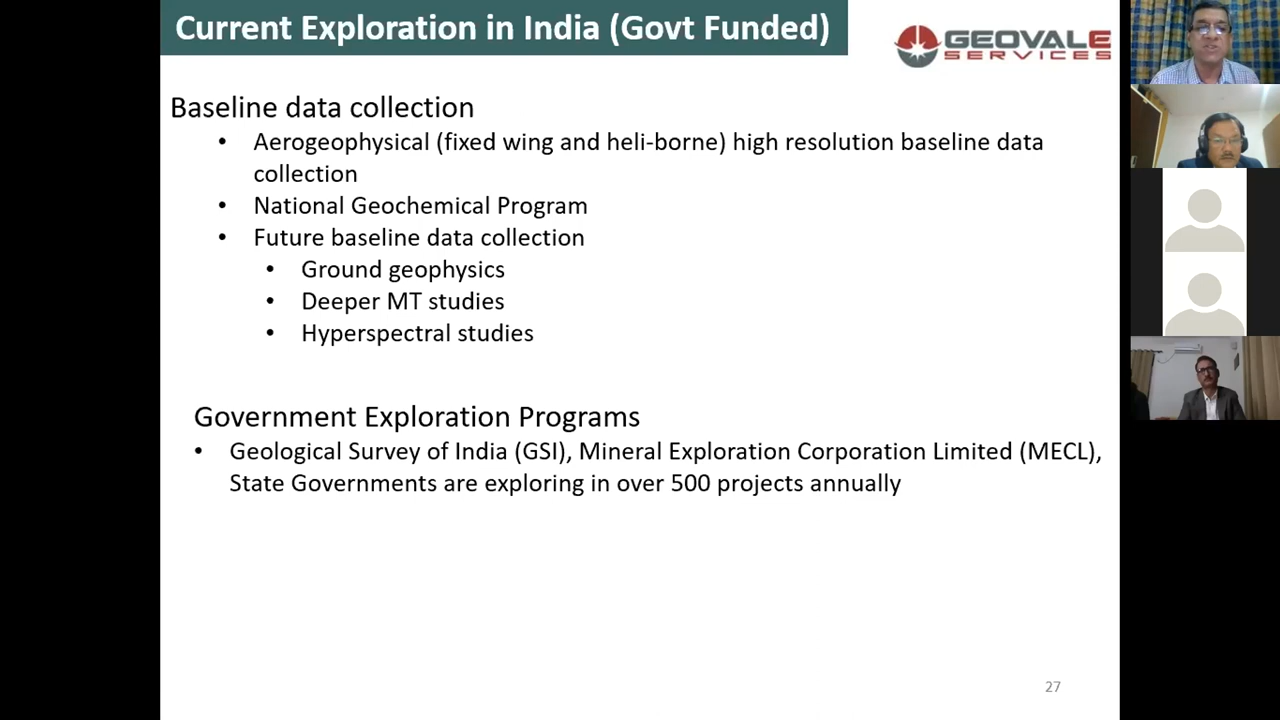 Current Exploration in India (Govt Funded)
GEOVALE
SERVICES
Baseline data collection
• Aerogeophysical (fixed wing and heli-borne) high resolution baseline data
collection
• National Geochemical Program
• Future baseline data collection
• Ground geophysics
• Deeper MT studies
• Hyperspectral studies
Government Exploration Programs
• Geological Survey of India (GSI), Mineral Exploration Corporation Limited (MECL),
State Governments are exploring in over 500 projects annually
27